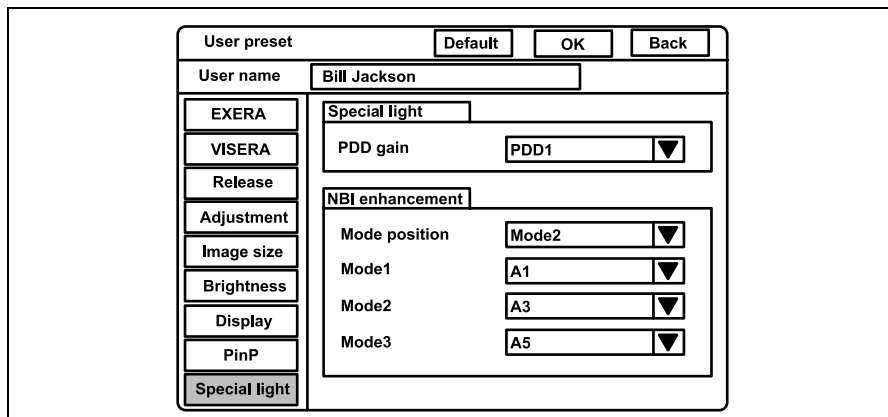 User preset Default OK Back
User name Bill Jackson
EXERA
VISERA
Release
Adjustment
Image size
Brightness
Display
PinP
Special light
Special light
PDD gain PDD1
NBI enhancement
Mode position Mode2
Mode1 A1
Mode2 A3
Mode3 A5